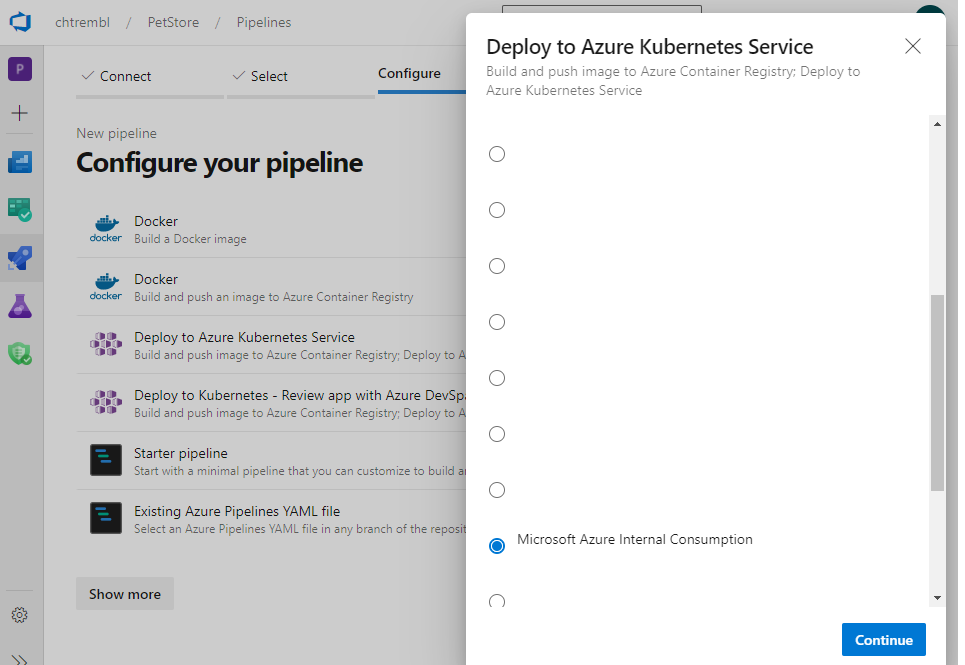 chtrembl / PetStore / Pipelines
P
Connect
Select
Configure
New pipeline
Configure your pipeline
docker
Docker
Build a Docker image
docker
Docker
Build and push an image to Azure Container Registry
Deploy to Azure Kubernetes Service
Build and push image to Azure Container Registry; Deploy to A
Deploy to Kubernetes - Review app with Azure DevSpa
Build and push image to Azure Container Registry; Deploy to A
Starter pipeline
Start with a minimal pipeline that you can customize to build a
Existing Azure Pipelines YAML file
Select an Azure Pipelines YAML file in any branch of the reposit
Show more
Deploy to Azure Kubernetes Service
Build and push image to Azure Container Registry; Deploy to
Azure Kubernetes Service
Microsoft Azure Internal Consumption
Continue